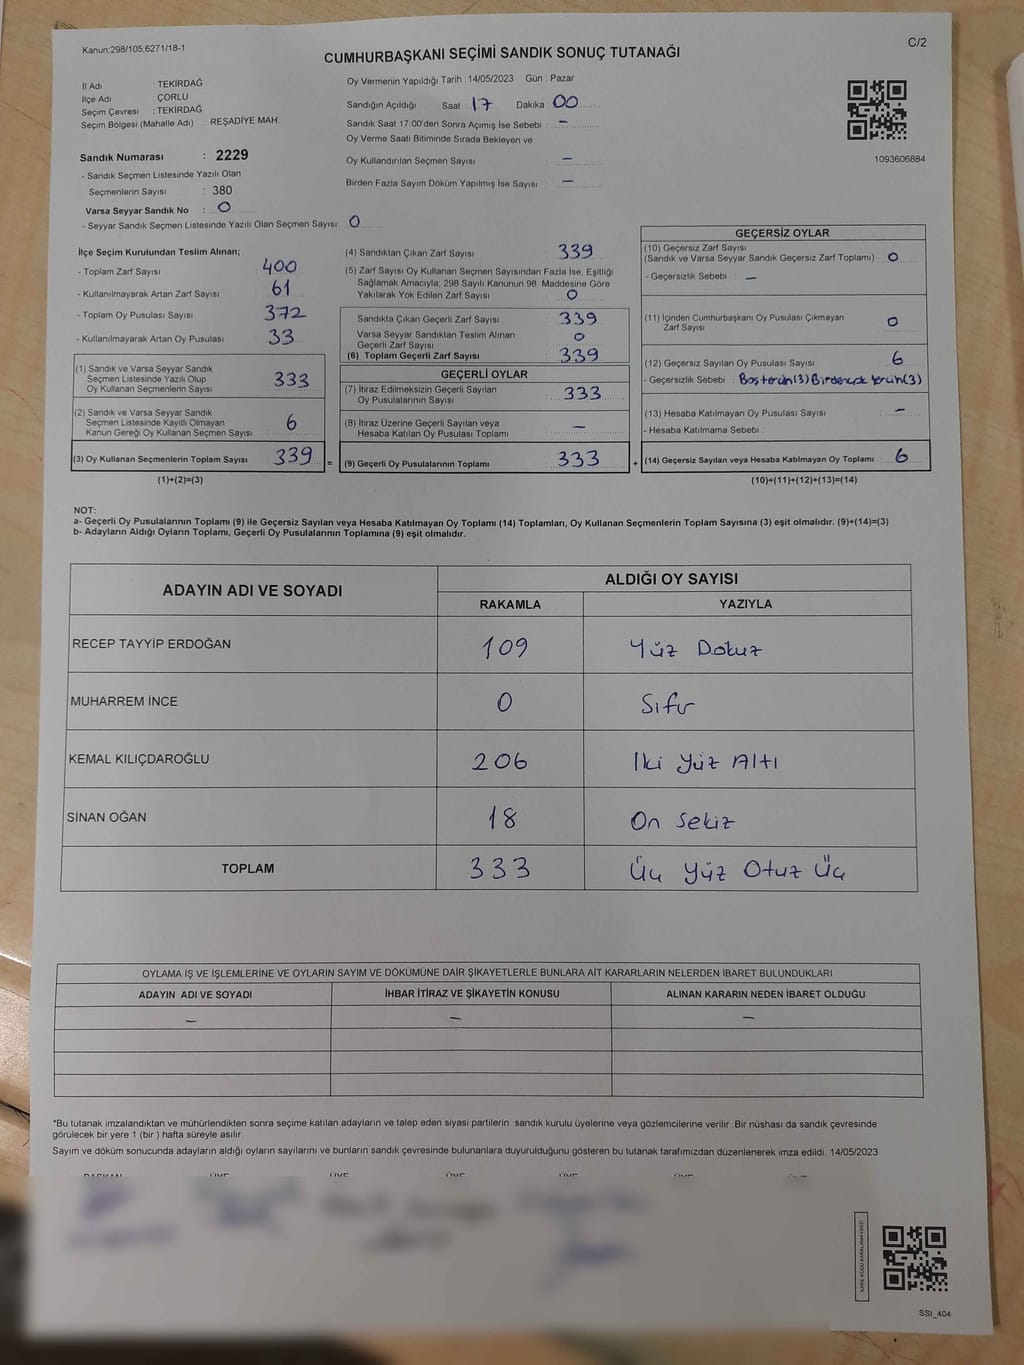 Kanun:298/105;6271/18-1
C/2
CUMHURBAŞKANI SEÇİMİ SANDIK SONUÇ TUTANAĞI
İl Adı : TEKİRDAĞ
İlçe Adı : ÇORLU
Seçim Çevresi : TEKİRDAĞ
Seçim Bölgesi (Mahalle Adı) : REŞADİYE MAH.
Sandık Numarası : 2229
- Sandık Seçmen Listesinde Yazılı Olan
Seçmenlerin Sayısı : 380
Varsa Seyyar Sandık No : 0
- Seyyar Sandık Seçmen Listesinde Yazılı Olan Seçmen Sayısı: 0
Oy Vermenin Yapıldığı Tarih :14/05/2023 Gün : Pazar
Sandığın Açıldığı Saat : 17 Dakika 00
Sandık Saat 17:00'den Sonra Açımış İse Sebebi : –
Oy Verme Saati Bitiminde Sırada Bekleyen ve
Oy Kullandırılan Seçmen Sayısı : –
Birden Fazla Sayım Döküm Yapılmış İse Sayısı : –
1093606884
İlçe Seçim Kurulundan Teslim Alınan;
- Toplam Zarf Sayısı : 400
- Kullanılmayarak Artan Zarf Sayısı : 61
- Toplam Oy Pusulası Sayısı : 372
- Kullanılmayarak Artan Oy Pusulası : 33
(1) Sandık ve Varsa Seyyar Sandık
Seçmen Listesinde Yazılı Olup
Oy Kullanan Seçmenlerin Sayısı : 333
(2) Sandık ve Varsa Seyyar Sandık
Seçmen Listesinde Kayıtlı Olmayan
Kanun Gereği Oy Kullanan Seçmen Sayısı : 6
(3) Oy Kullanan Seçmenlerin Toplam Sayısı : 339
(1)+(2)=(3)
(4) Sandıktan Çıkan Zarf Sayısı : 339
(5) Zarf Sayısı Oy Kullanan Seçmen Sayısından Fazla İse, Eşitliği
Sağlamak Amacıyla; 298 Sayılı Kanunun 98. Maddesine Göre
Yakılarak Yok Edilen Zarf Sayısı : 0
Sandıkta Çıkan Geçerli Zarf Sayısı : 339
Varsa Seyyar Sandıktan Teslim Alınan
Geçerli Zarf Sayısı : 0
(6) Toplam Geçerli Zarf Sayısı : 339
GEÇERLİ OYLAR
(7) İtiraz Edilmeksizin Geçerli Sayılan
Oy Pusulalarının Sayısı : 333
(8) İtiraz Üzerine Geçerli Sayılan veya
Hesaba Katılan Oy Pusulası Toplamı : –
= (9) Geçerli Oy Pusulalarının Toplamı : 333
GEÇERSİZ OYLAR
(10) Geçersiz Zarf Sayısı
(Sandık ve Varsa Seyyar Sandık Geçersiz Zarf Toplamı) : 0
- Geçersizlik Sebebi : –
(11) İçinden Cumhurbaşkanı Oy Pusulası Çıkmayan
Zarf Sayısı : 0
(12) Geçersiz Sayılan Oy Pusulası Sayısı : 6
- Geçersizlik Sebebi : Boş tercih(3) Birden çok tercih(3)
(13) Hesaba Katılmayan Oy Pusulası Sayısı : –
- Hesaba Katılmama Sebebi :
+ (14) Geçersiz Sayılan veya Hesaba Katılmayan Oy Toplamı : 6
(10)+(11)+(12)+(13)=(14)
NOT:
a- Geçerli Oy Pusulalarının Toplamı (9) ile Geçersiz Sayılan veya Hesaba Katılmayan Oy Toplamı (14) Toplamları, Oy Kullanan Seçmenlerin Toplam Sayısına (3) eşit olmalıdır. (9)+(14)=(3)
b- Adayların Aldığı Oyların Toplamı, Geçerli Oy Pusulalarının Toplamına (9) eşit olmalıdır.
ADAYIN ADI VE SOYADI ALDIĞI OY SAYISI
RAKAMLA YAZIYLA
RECEP TAYYİP ERDOĞAN 109 Yüz Dokuz
MUHARREM İNCE 0 Sıfır
KEMAL KILIÇDAROĞLU 206 İki Yüz Altı
SİNAN OĞAN 18 On Sekiz
TOPLAM 333 Üç Yüz Otuz Üç
OYLAMA İŞ VE İŞLEMLERİNE VE OYLARIN SAYIM VE DÖKÜMÜNE DAİR ŞİKAYETLERLE BUNLARA AİT KARARLARIN NELERDEN İBARET BULUNDUKLARI
ADAYIN ADI VE SOYADI İHBAR İTİRAZ VE ŞİKAYETİN KONUSU ALINAN KARARIN NEDEN İBARET OLDUĞU
– – –
*Bu tutanak imzalandıktan ve mühürlendikten sonra seçime katılan adayların ve talep eden siyasi partilerin sandık kurulu üyelerine veya gözlemcilerine verilir .Bir nüshası da sandık çevresinde
görülecek bir yere 1 (bir ) hafta süreyle asılır.
Sayım ve döküm sonucunda adayların aldığı oyların sayılarını ve bunların sandık çevresinde bulunanlara duyurulduğunu gösteren bu tutanak tarafımızdan düzenlenerek imza edildi. 14/05/2023
BAŞKAN ÜYE ÜYE ÜYE ÜYE ÜYE
KARE KODU KARALAMAYINIZ!
SSI_404